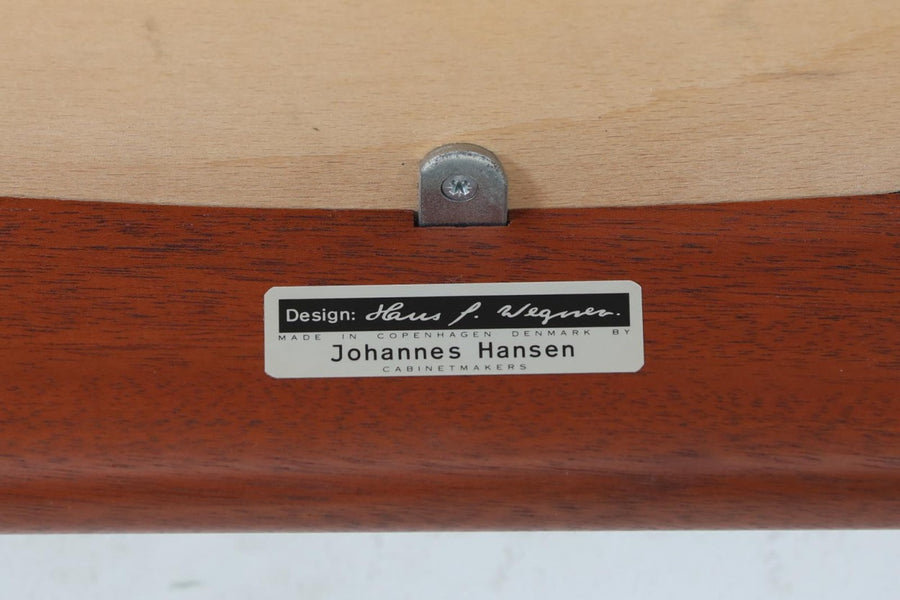 Design: Hans J. Wegner.
MADE IN COPENHAGEN DENMARK BY
Johannes Hansen
CABINETMAKERS